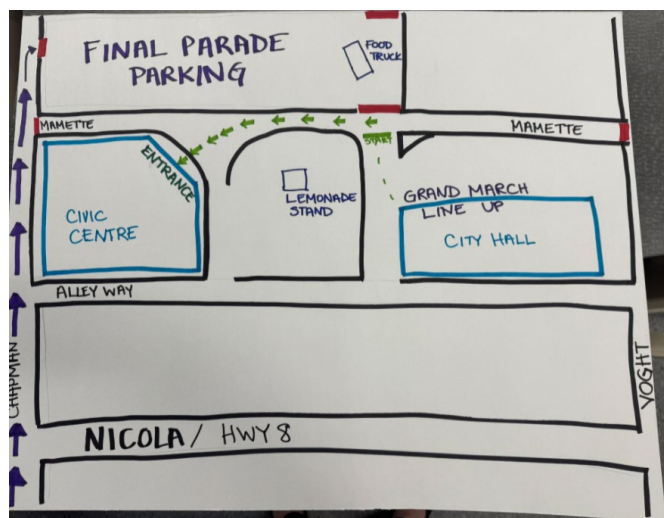 FINAL PARADE
PARKING
FOOD
TRUCK
MAMETTE
MAMETTE
START
ENTRANCE
GRAND MARCH
LINE UP
LEMONADE
STAND
CIVIC
CENTRE
CITY HALL
ALLEY WAY
CHAPMAN
VOGHT
NICOLA / HWY 8